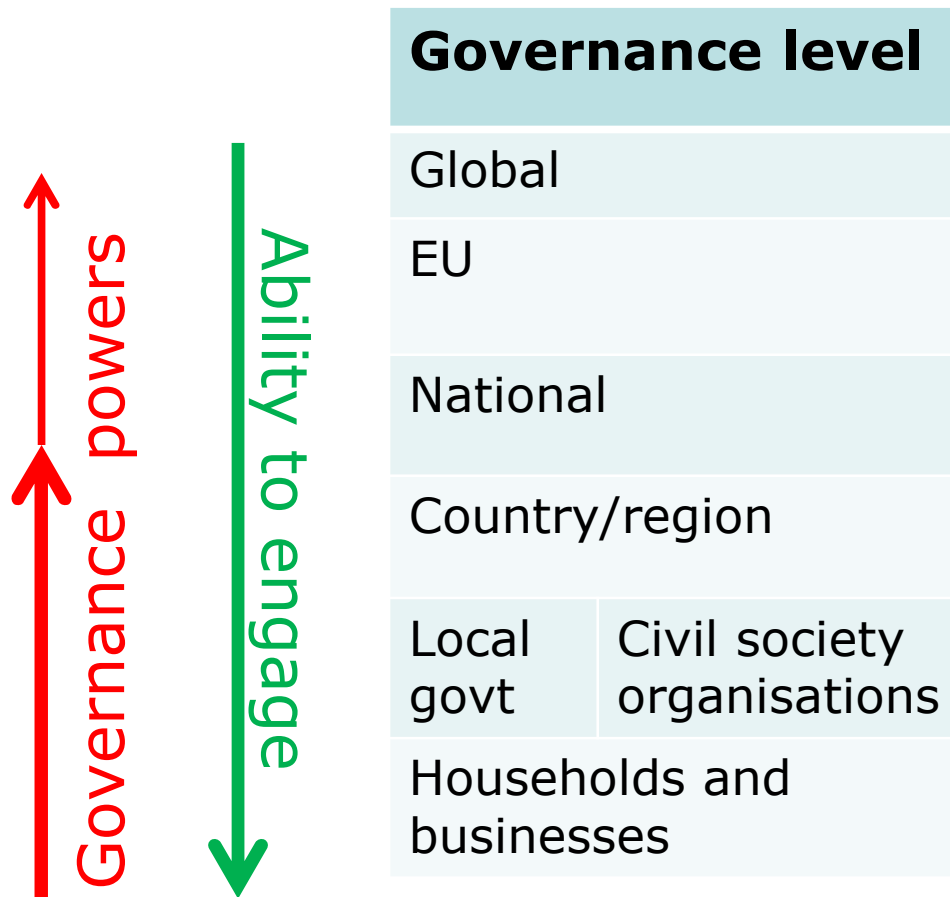 Governance level
Global
EU
National
Country/region
Local
govt
Civil society
organisations
Households and
businesses
Governance powers
Ability to engage